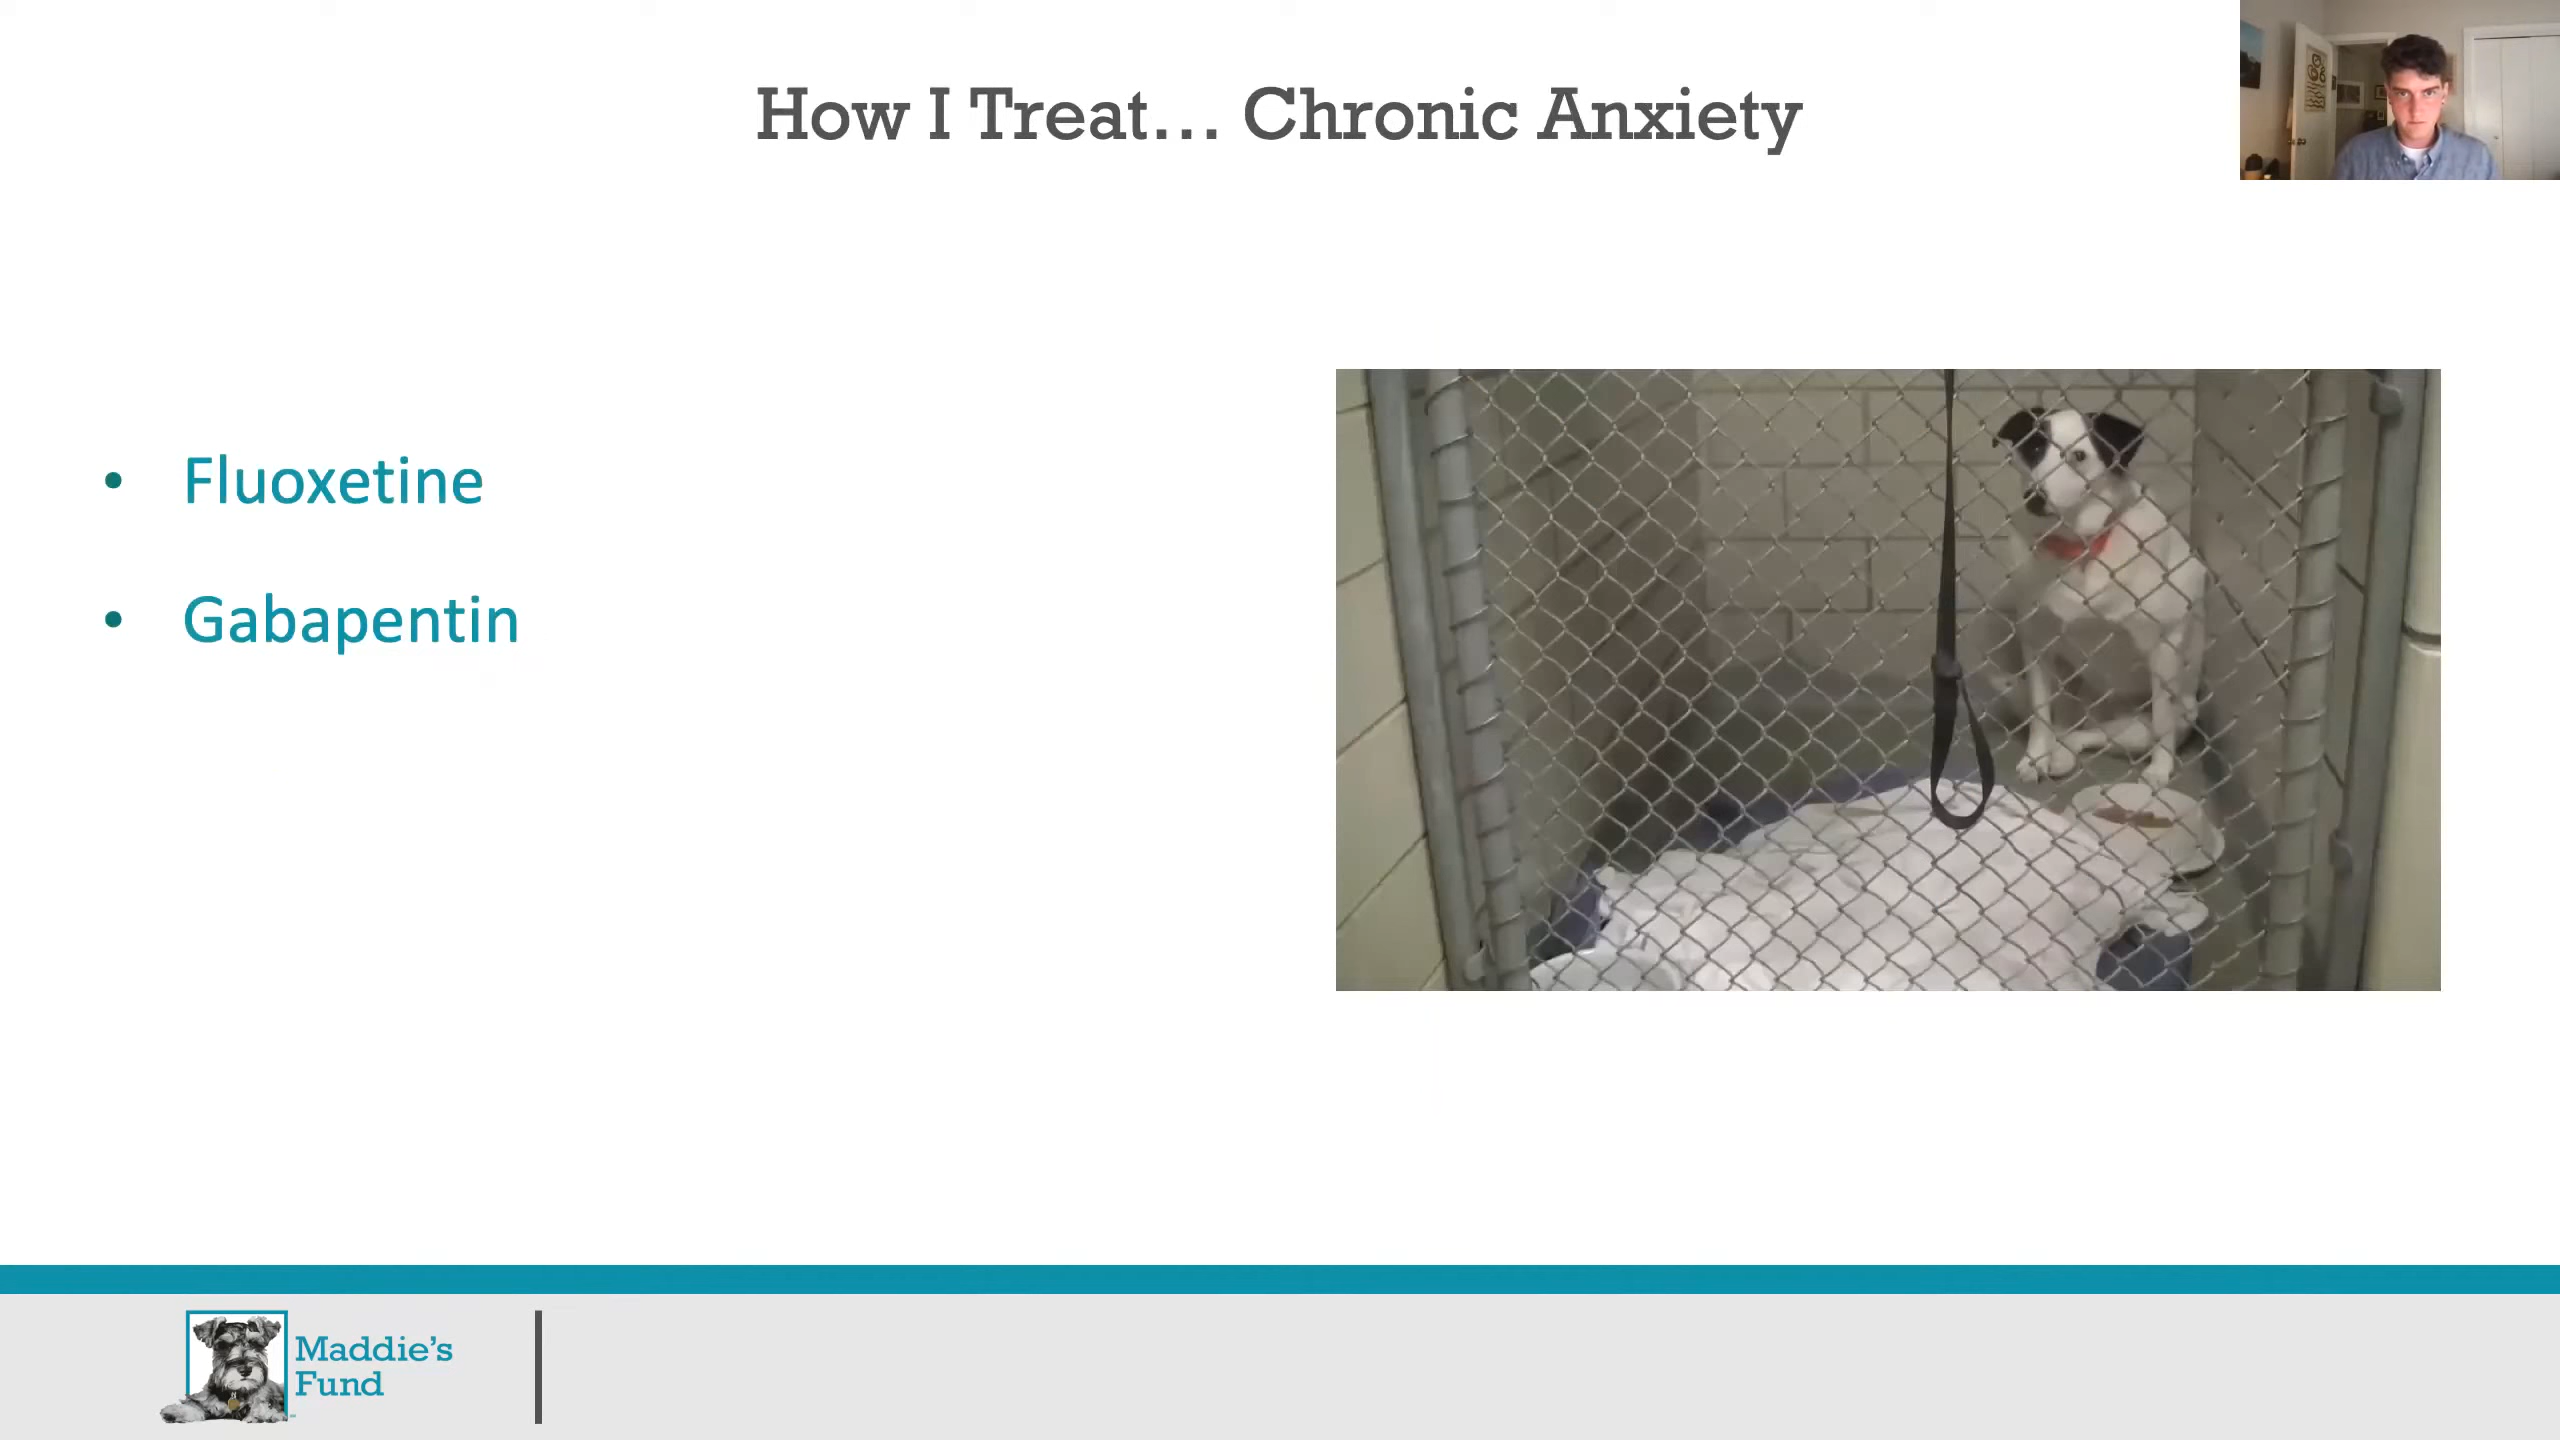 How I Treat... Chronic Anxiety
• Fluoxetine
• Gabapentin
Maddie's
Fund